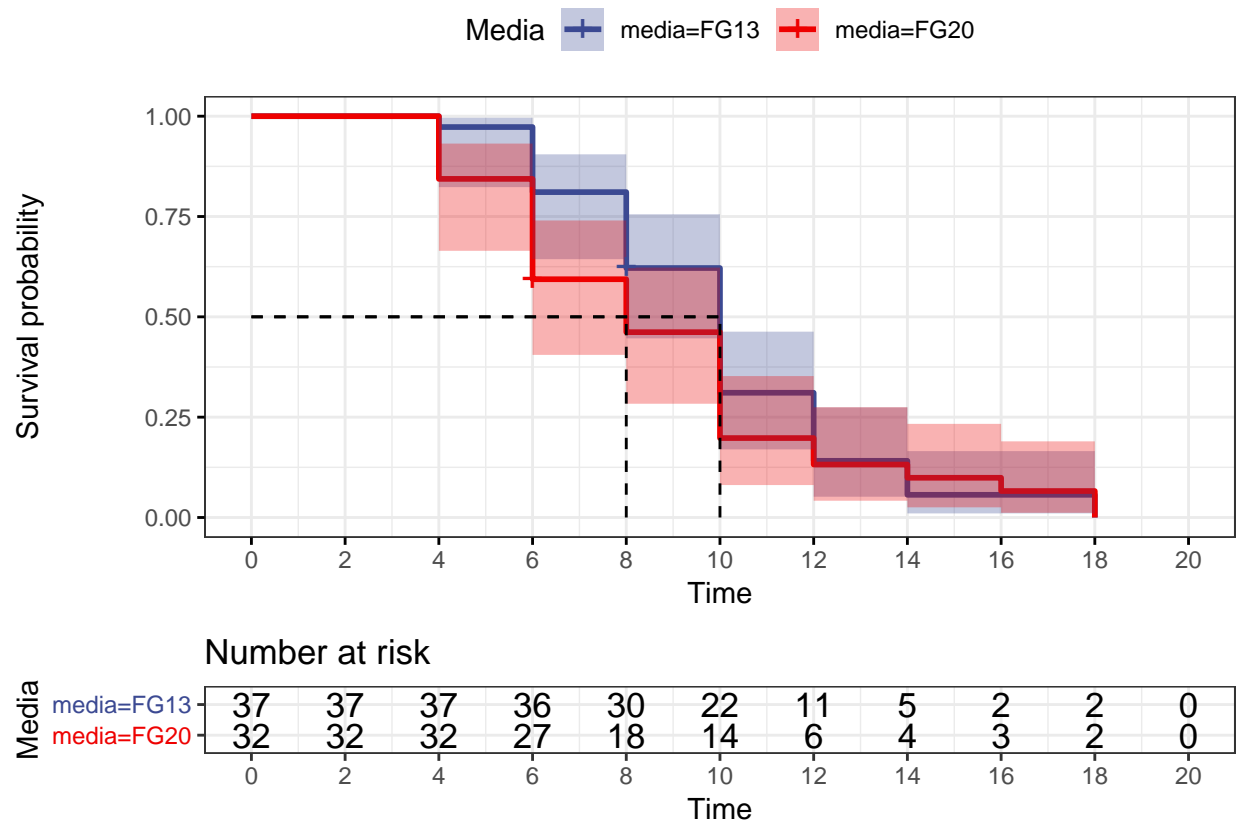 Media media=FG13 media=FG20
Survival probability
1.00
0.75
0.50
0.25
0.00
0 2 4 6 8 10 12 14 16 18 20
Time
Number at risk
Media
media=FG13 37 37 37 36 30 22 11 5 2 2 0
media=FG20 32 32 32 27 18 14 6 4 3 2 0
0 2 4 6 8 10 12 14 16 18 20
Time